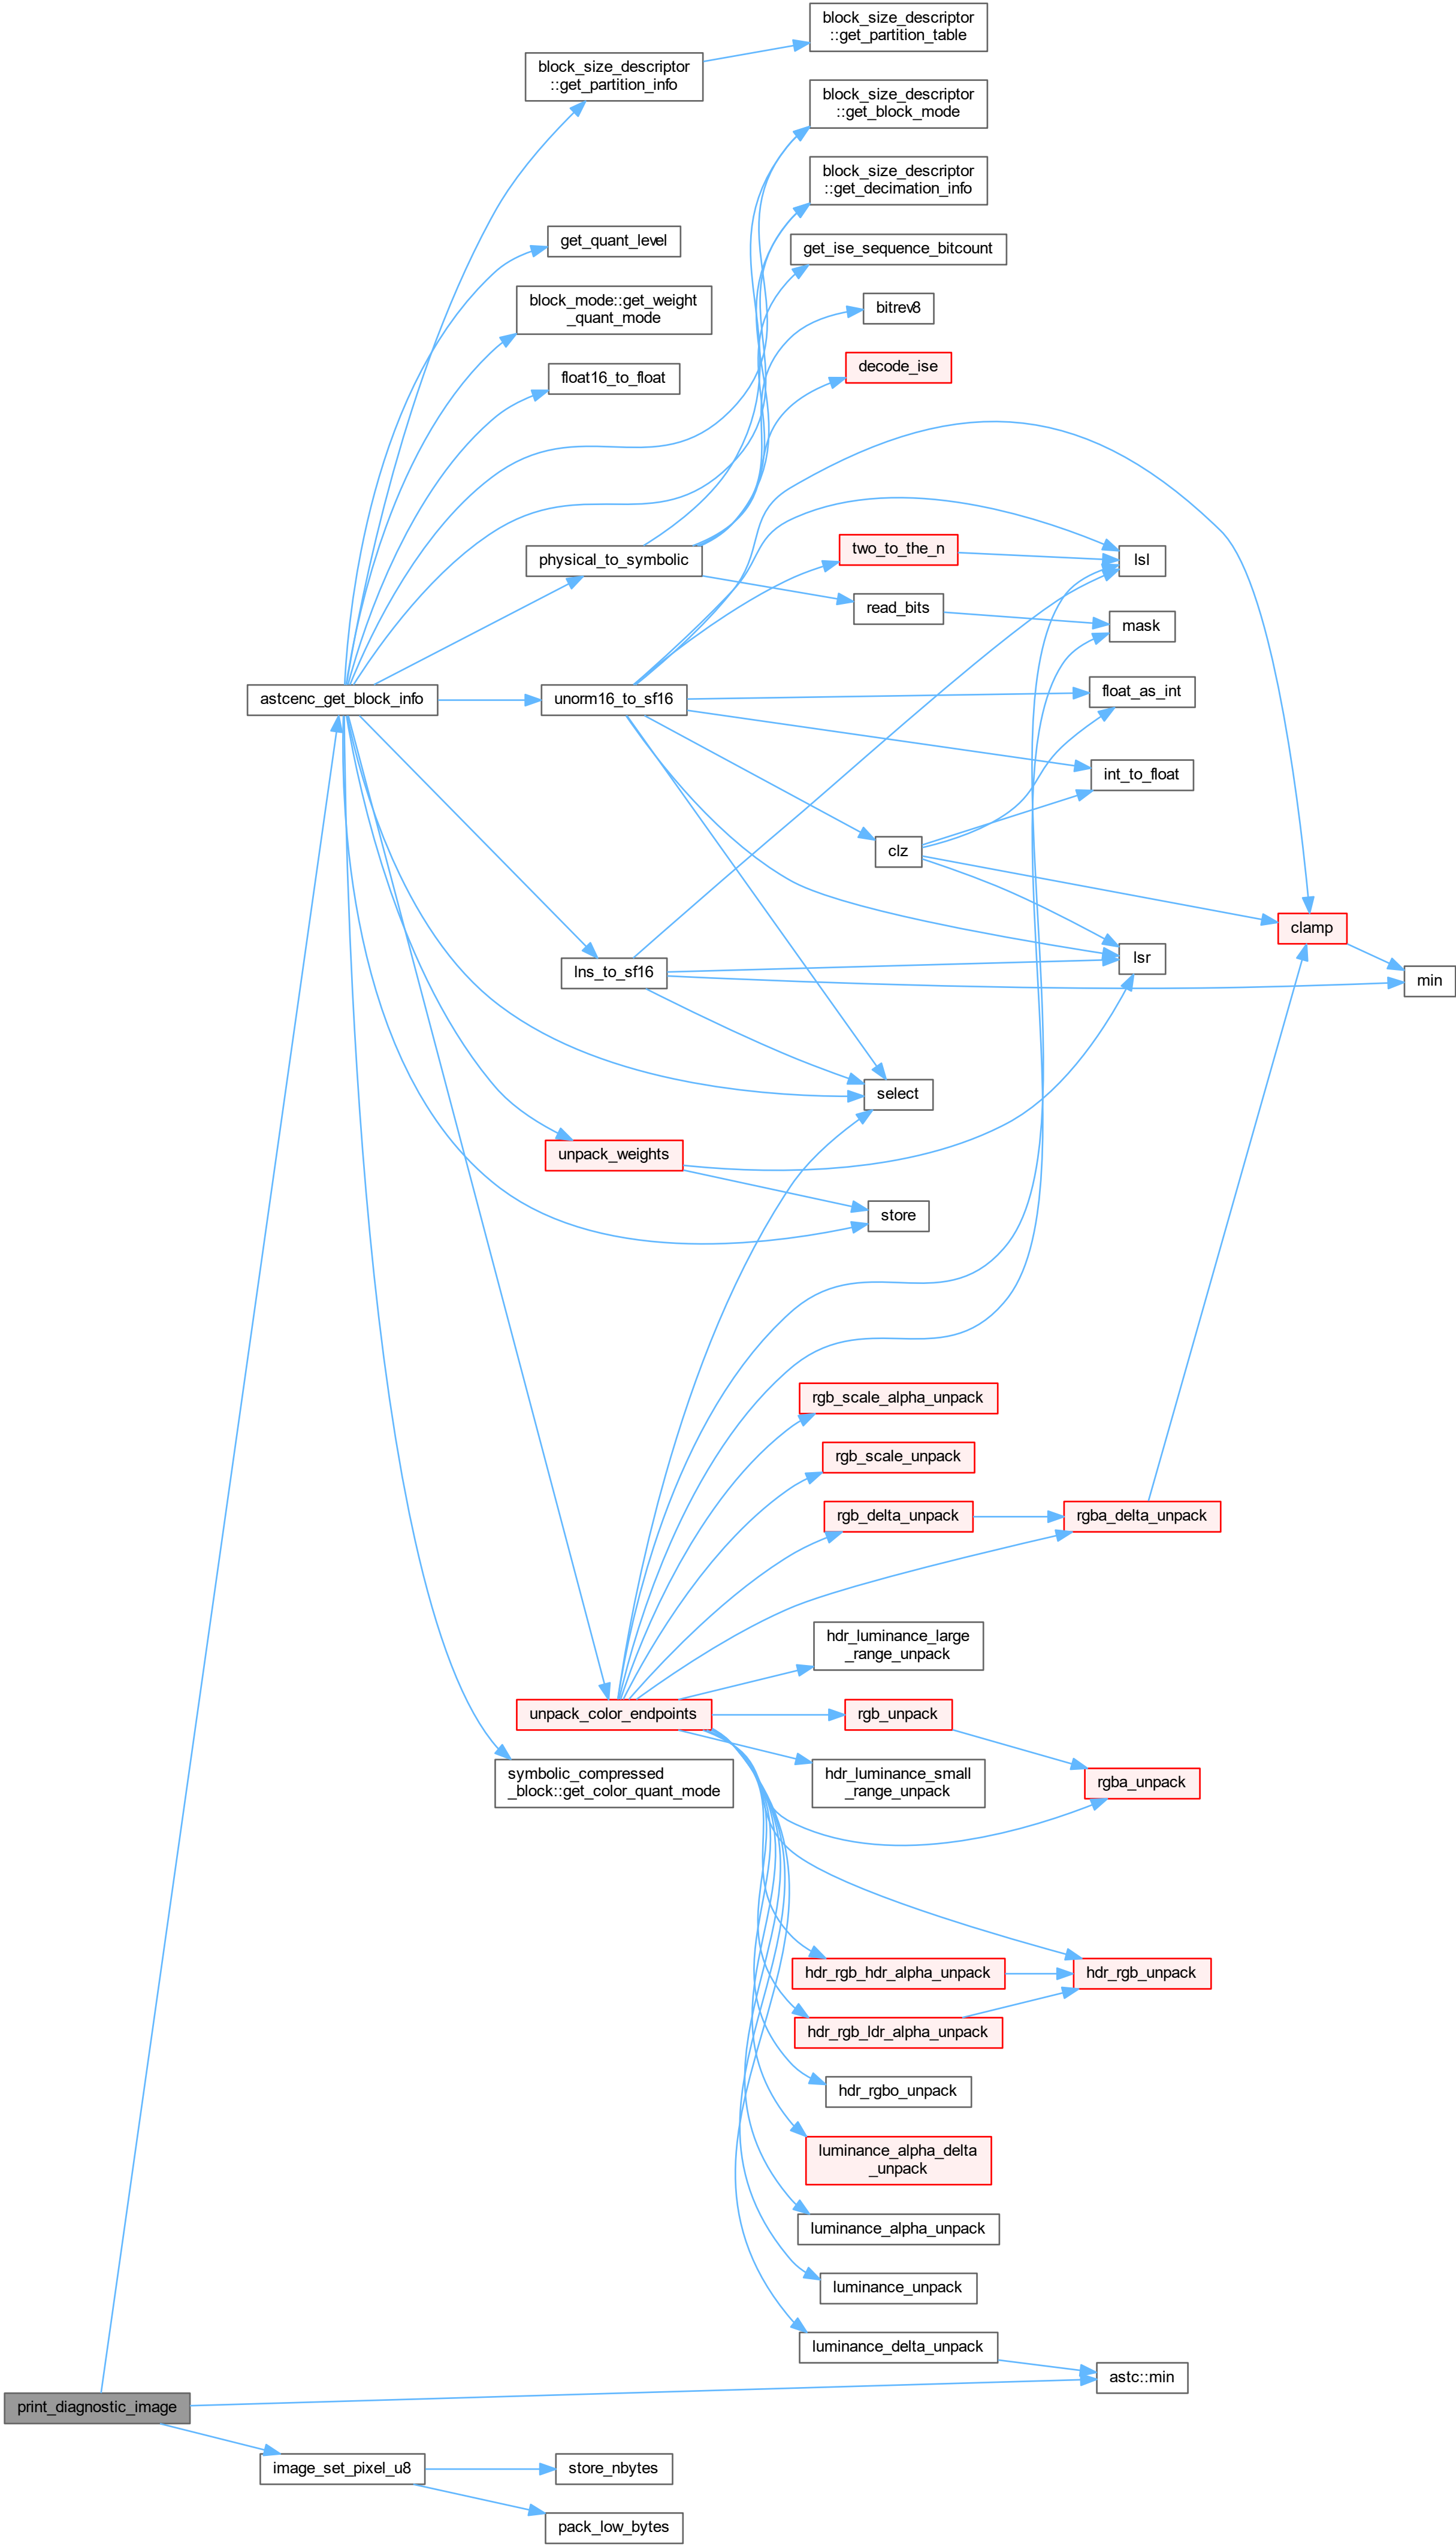 block_size_descriptor
::get_partition_table
block_size_descriptor
::get_partition_info
block_size_descriptor
::get_block_mode
block_size_descriptor
::get_decimation_info
get_quant_level
get_ise_sequence_bitcount
block_mode::get_weight
_quant_mode
bitrev8
float16_to_float
decode_ise
physical_to_symbolic
two_to_the_n
lsl
read_bits
mask
astcenc_get_block_info
unorm16_to_sf16
float_as_int
int_to_float
clz
clamp
lns_to_sf16
lsr
min
select
unpack_weights
store
rgb_scale_alpha_unpack
rgb_scale_unpack
rgb_delta_unpack
rgba_delta_unpack
hdr_luminance_large
_range_unpack
unpack_color_endpoints
rgb_unpack
symbolic_compressed
_block::get_color_quant_mode
hdr_luminance_small
_range_unpack
rgba_unpack
hdr_rgb_hdr_alpha_unpack
hdr_rgb_unpack
hdr_rgb_ldr_alpha_unpack
hdr_rgbo_unpack
luminance_alpha_delta
_unpack
luminance_alpha_unpack
luminance_unpack
luminance_delta_unpack
astc::min
print_diagnostic_image
image_set_pixel_u8
store_nbytes
pack_low_bytes